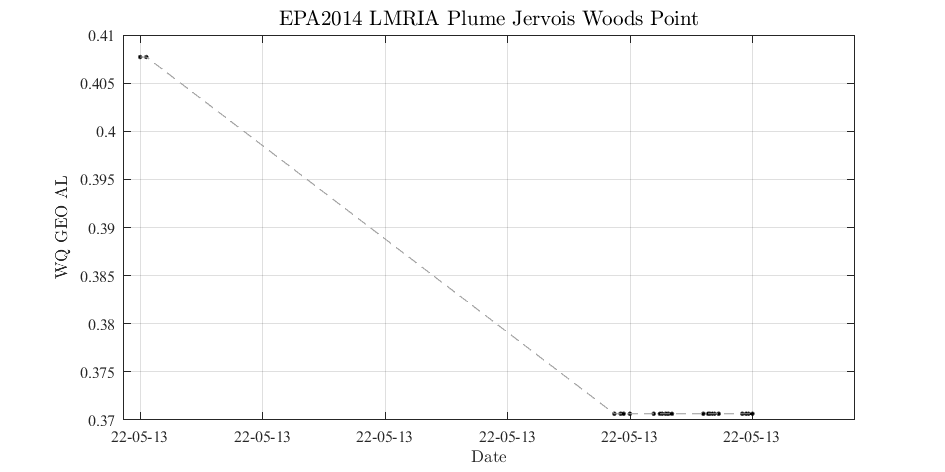 EPA2014 LMRIA Plume Jervois Woods Point
0.41
0.405
0.4
0.395
0.39
0.385
0.38
0.375
0.37
WQ GEO AL
22-05-13 22-05-13 22-05-13 22-05-13 22-05-13 22-05-13
Date